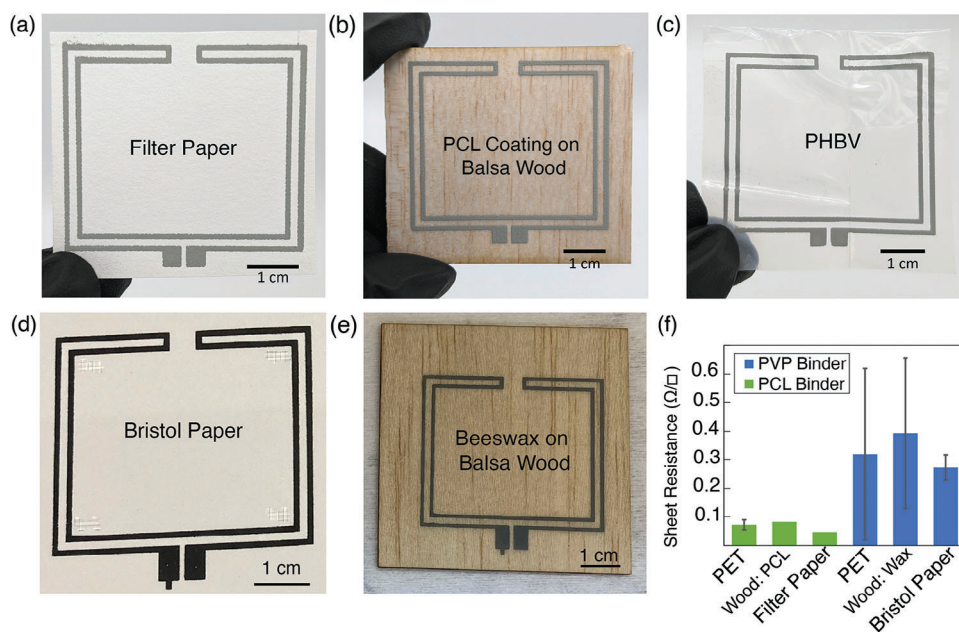 (a)
Filter Paper
1 cm
(b)
PCL Coating on
Balsa Wood
1 cm
(c)
PHBV
1 cm
(d)
Bristol Paper
1 cm
(e)
Beeswax on
Balsa Wood
1 cm
(f)
PVP Binder
PCL Binder
Sheet Resistance (Ω/□)
0.6
0.5
0.4
0.3
0.2
0.1
PET
Wood: PCL
Filter Paper
PET
Wood: Wax
Bristol Paper